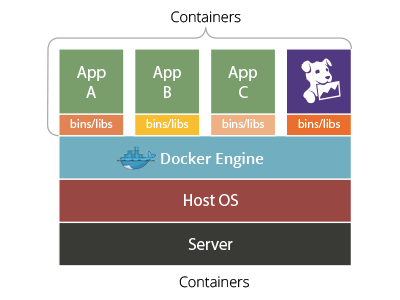 Containers
App
A
App
B
App
C
bins/libs
bins/libs
bins/libs
bins/libs
Docker Engine
Host OS
Server
Containers